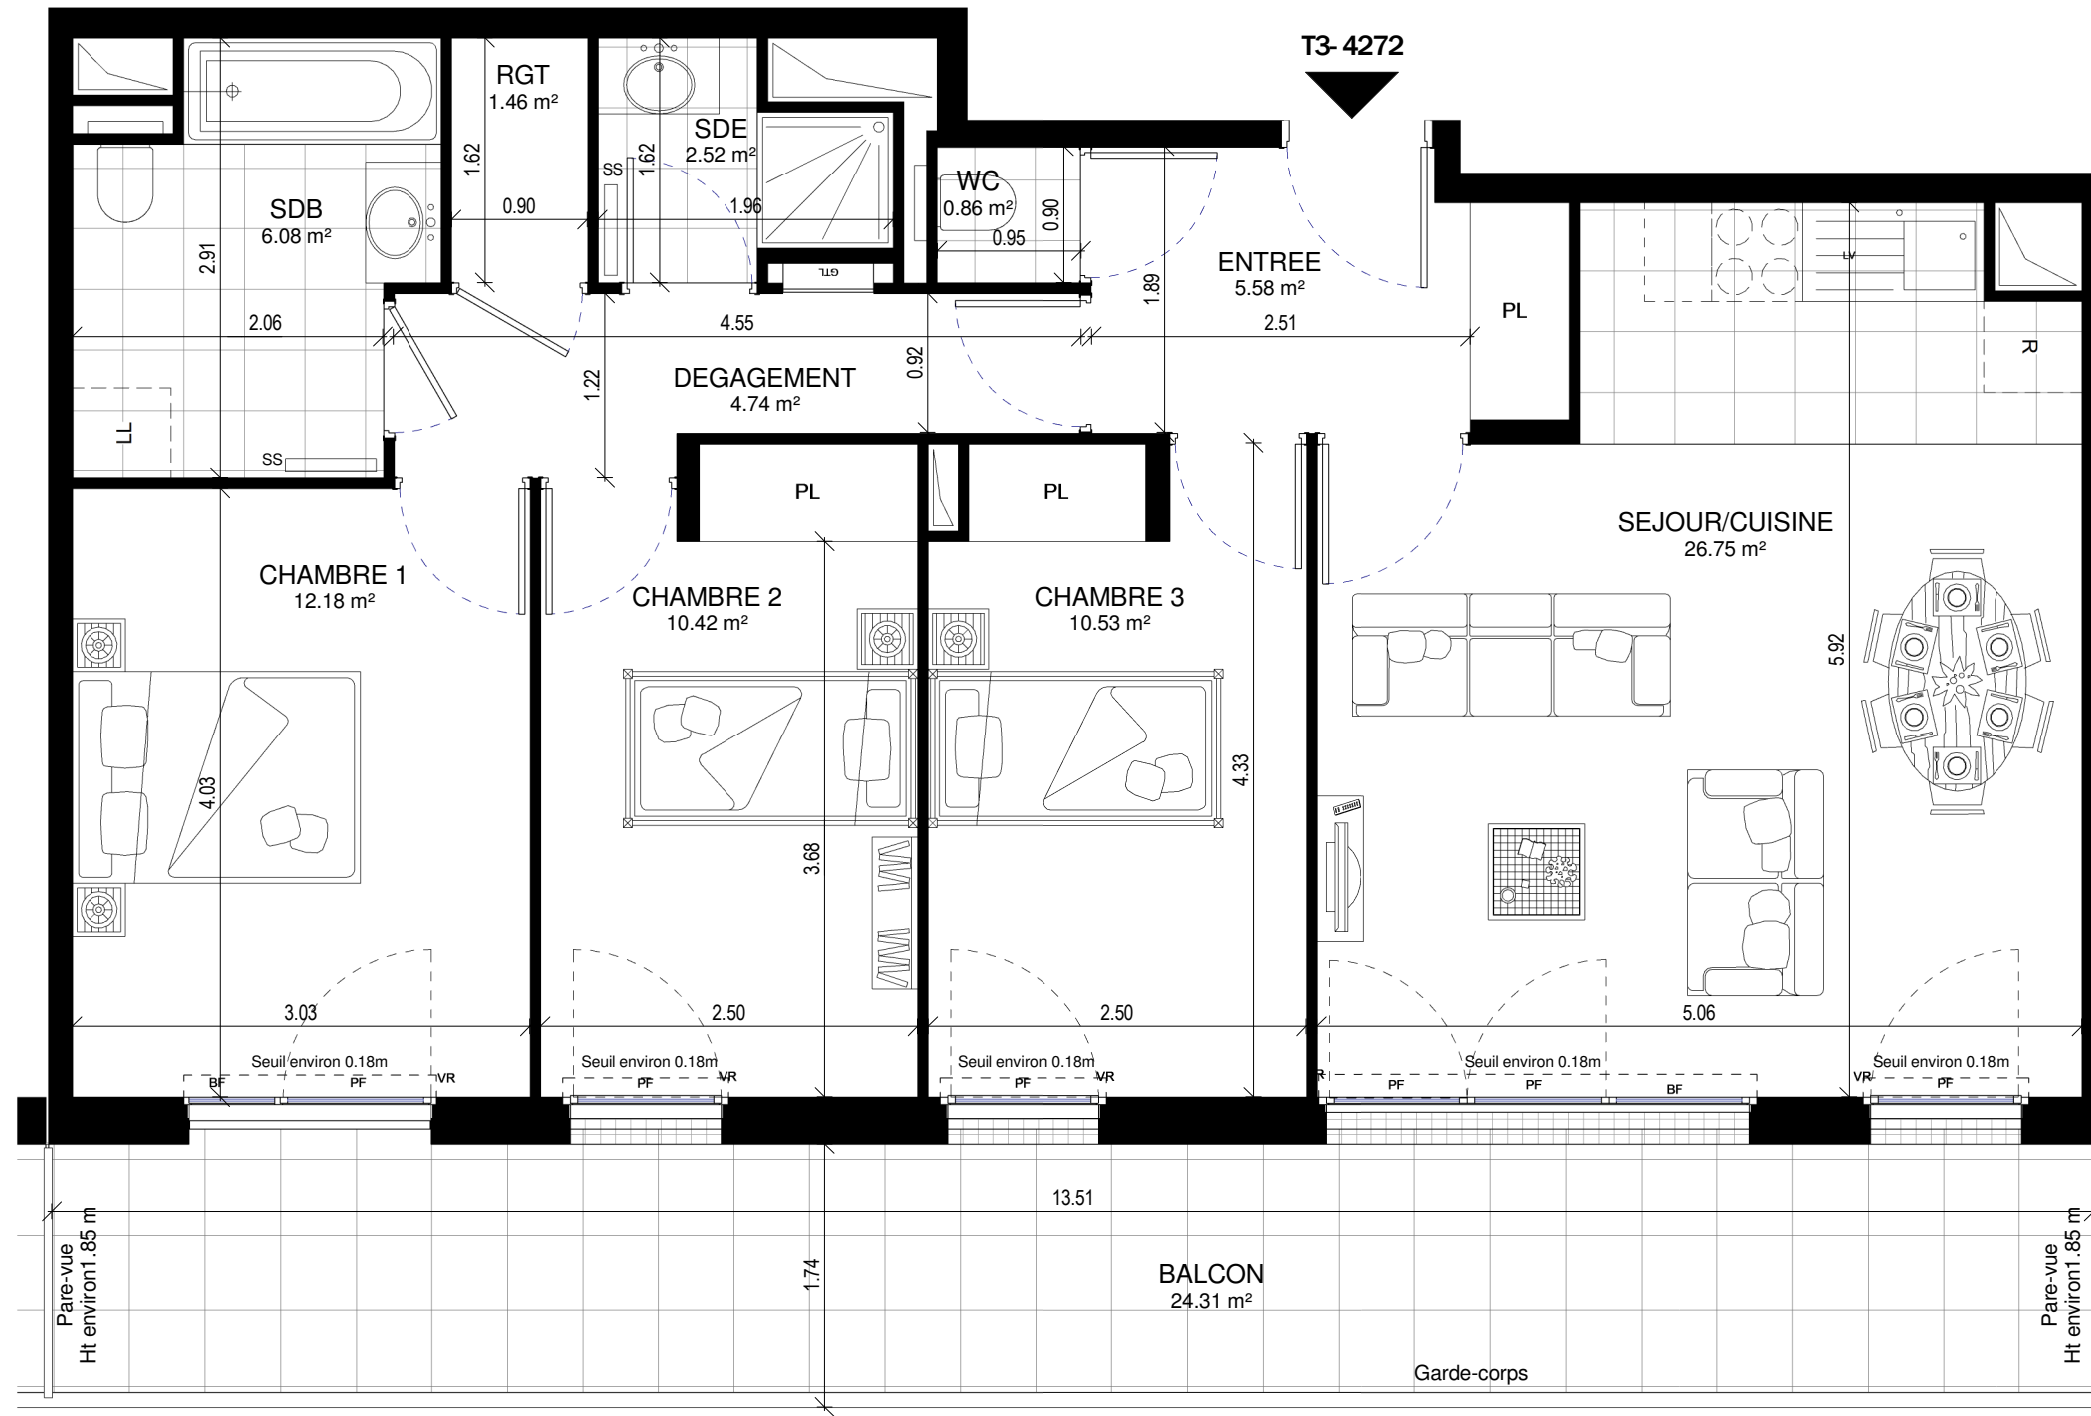 T3- 4272
RGT
1.46 m²
SDE
2.52 m²
1.62
1.62
SS
WC
0.86 m²
0.90
0.95
SDB
6.08 m²
0.90
1.96
2.91
ENTREE
5.58 m²
1.89
GTL
LV
PL
R
2.06
4.55
2.51
0.92
1.22
DEGAGEMENT
4.74 m²
LL
SS
PL
PL
SEJOUR/CUISINE
26.75 m²
CHAMBRE 1
12.18 m²
CHAMBRE 2
10.42 m²
CHAMBRE 3
10.53 m²
5.92
4.03
4.33
3.68
3.03
2.50
2.50
5.06
Seuil environ 0.18m
Seuil environ 0.18m
Seuil environ 0.18m
Seuil environ 0.18m
Seuil environ 0.18m
BF
PF
VR
PF
VR
PF
VR
R
PF
PF
BF
VR
PF
13.51
Pare-vue
Ht environ1.85 m
1.74
BALCON
24.31 m²
Pare-vue
Ht environ1.85 m
Garde-corps